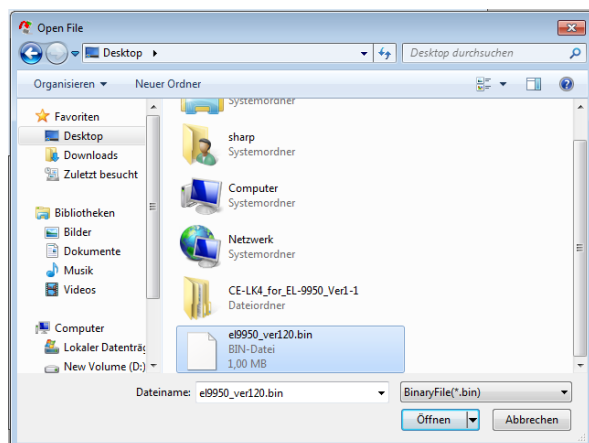 Open File
Desktop
Desktop durchsuchen
Organisieren
Neuer Ordner
Systemordner
Favoriten
Desktop
Downloads
Zuletzt besucht
Bibliotheken
Bilder
Dokumente
Musik
Videos
Computer
Lokaler Datenträg
New Volume (D:)
sharp
Systemordner
Computer
Systemordner
Netzwerk
Systemordner
CE-LK4_for_EL-9950_Ver1-1
Dateiordner
el9950_ver120.bin
BIN-Datei
1,00 MB
Dateiname: el9950_ver120.bin
BinaryFile(*.bin)
Öffnen
Abbrechen